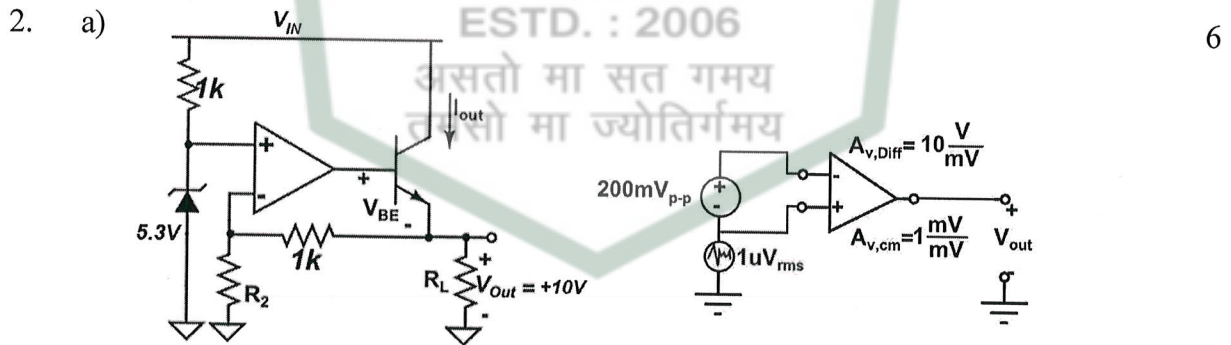 2. a) 6
ESTD. : 2006
असतो मा सत गमय
तमसो मा ज्योतिर्गमय
V_IN
1k
I_out
+
-
+
V_BE
-
5.3V
1k
R_2
R_L
+
V_Out = +10V
-
200mV_p-p
+
-
1uV_rms
A_v,Diff = 10 V/mV
-
+
A_v,cm = 1 mV/mV
+
V_out
-